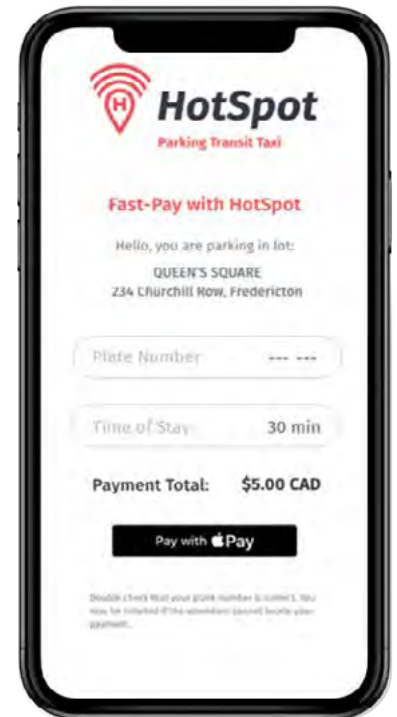 H
HotSpot
Parking Transit Taxi
Fast-Pay with HotSpot
Hello, you are parking in lot:
QUEEN'S SQUARE
234 Churchill Row, Fredericton
Plate Number --- ---
Time of Stay 30 min
Payment Total: $5.00 CAD
Pay with Pay
Double check that your plate number is correct. You
may be ticketed if the attendant cannot locate your
payment.